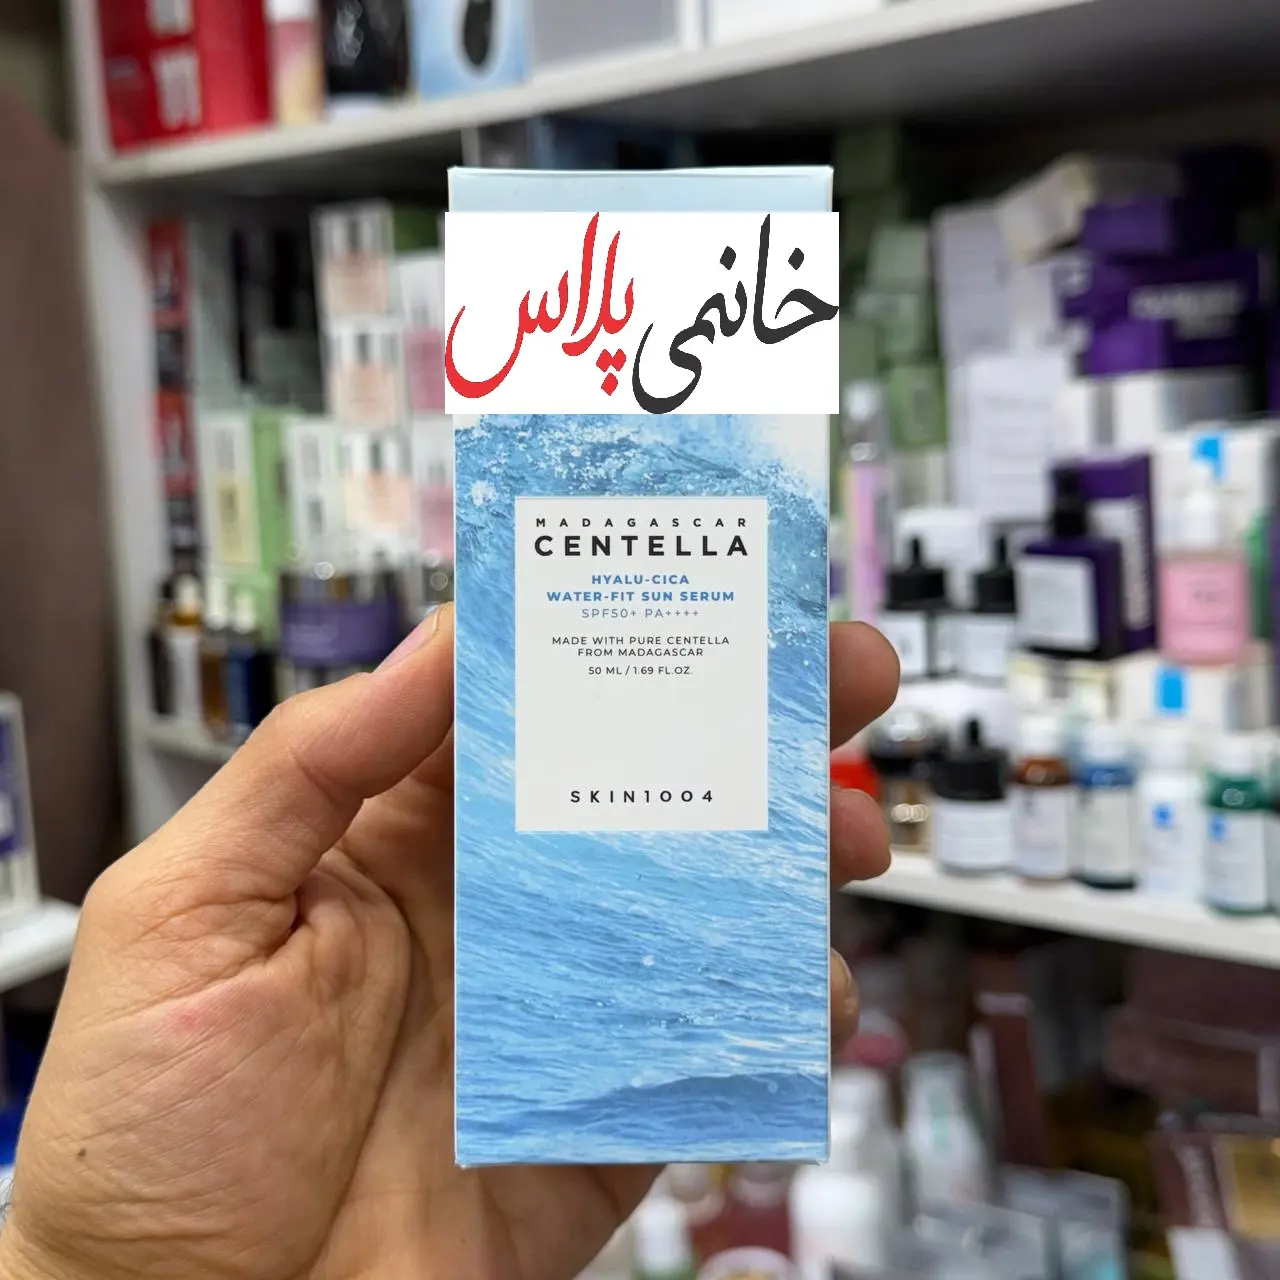 خانمی پلاس
MADAGASCAR
CENTELLA
HYALU-CICA
WATER-FIT SUN SERUM
SPF50+ PA++++
MADE WITH PURE CENTELLA
FROM MADAGASCAR
50 ML / 1.69 FL.OZ.
SKIN1004